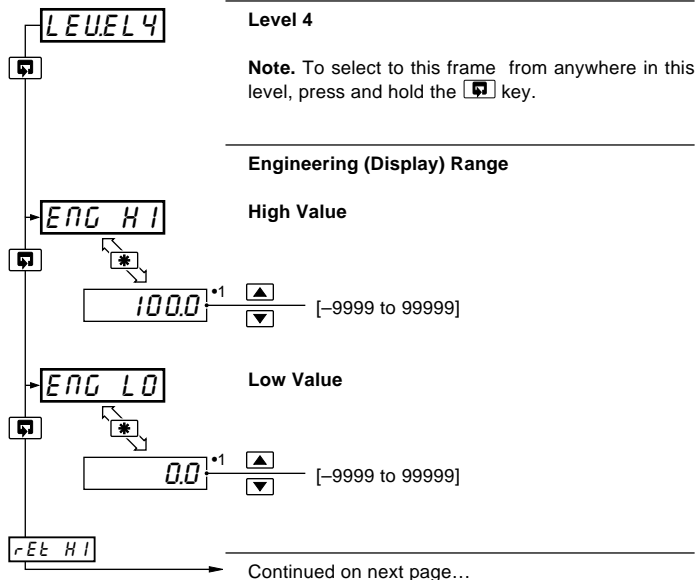 LEVEL 4
Level 4
Note. To select to this frame from anywhere in this
level, press and hold the key.
Engineering (Display) Range
ENG HI
High Value
100.0 •1 [–9999 to 99999]
ENG LO
Low Value
0.0 •1 [–9999 to 99999]
rEt HI
Continued on next page…